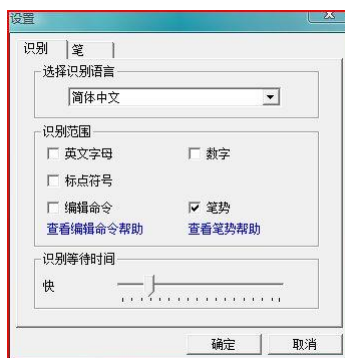 设置
识别 笔
选择识别语言
简体中文
识别范围
英文字母 数字
标点符号
编辑命令 笔势
查看编辑命令帮助 查看笔势帮助
识别等待时间
快
确定 取消